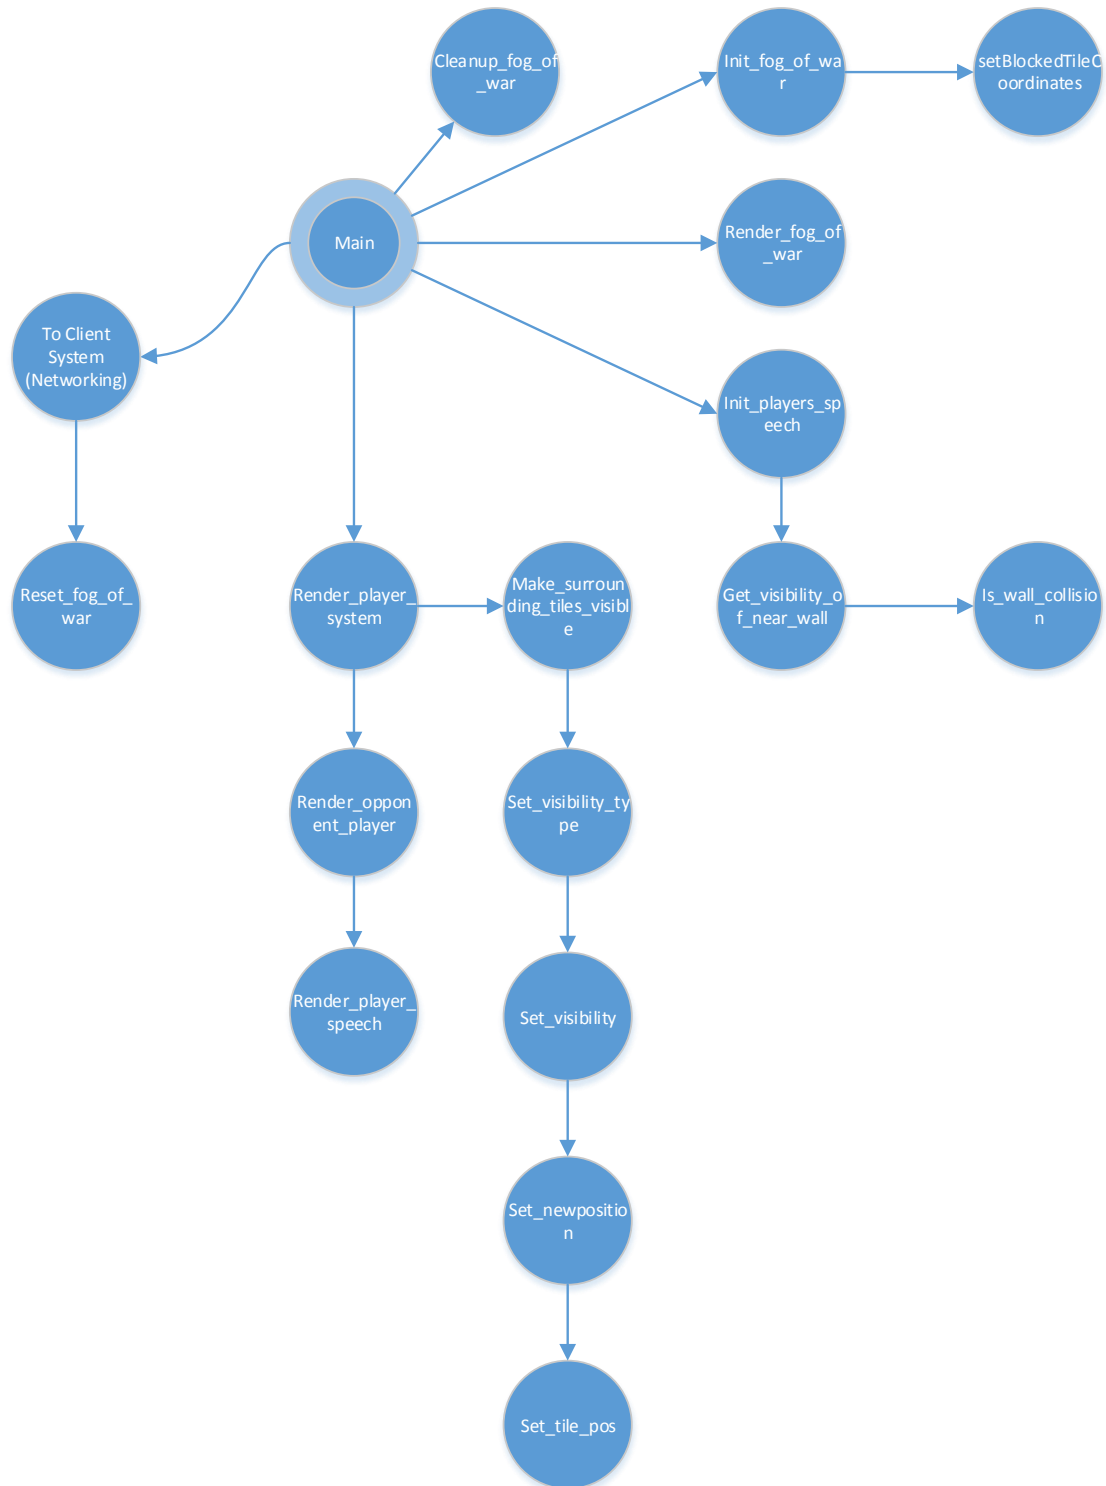 Cleanup_fog_of
_war
Init_fog_of_wa
r
setBlockedTileC
oordinates
Main
Render_fog_of
_war
To Client
System
(Networking)
Init_players_sp
eech
Reset_fog_of_
war
Render_player_
system
Make_surroun
ding_tiles_visibl
e
Get_visibility_o
f_near_wall
Is_wall_collisio
n
Render_oppon
ent_player
Set_visibility_ty
pe
Render_player_
speech
Set_visibility
Set_newpositio
n
Set_tile_pos